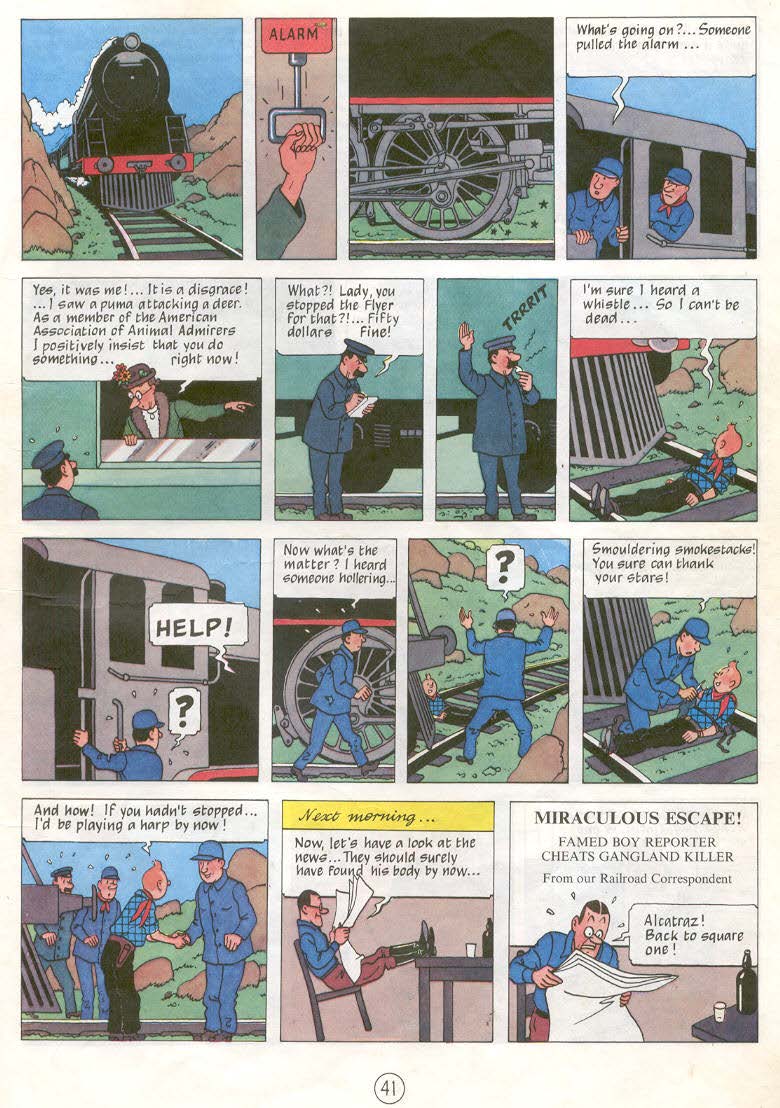 ALARM
What's going on?... Someone
pulled the alarm ...
Yes, it was me!... It is a disgrace!
... I saw a puma attacking a deer.
As a member of the American
Association of Animal Admirers
I positively insist that you do
something... right now!
What?! Lady, you
stopped the Flyer
for that?!... Fifty
dollars Fine!
TRRRIT
I'm sure I heard a
whistle... So I can't be
dead...
HELP!
?
Now what's the
matter? I heard
someone hollering...
?
Smouldering smokestacks!
You sure can thank
your stars!
And how! If you hadn't stopped...
I'd be playing a harp by now!
Next morning...
Now, let's have a look at the
news... They should surely
have found his body by now...
MIRACULOUS ESCAPE!
FAMED BOY REPORTER
CHEATS GANGLAND KILLER
From our Railroad Correspondent
Alcatraz!
Back to square
one!
41